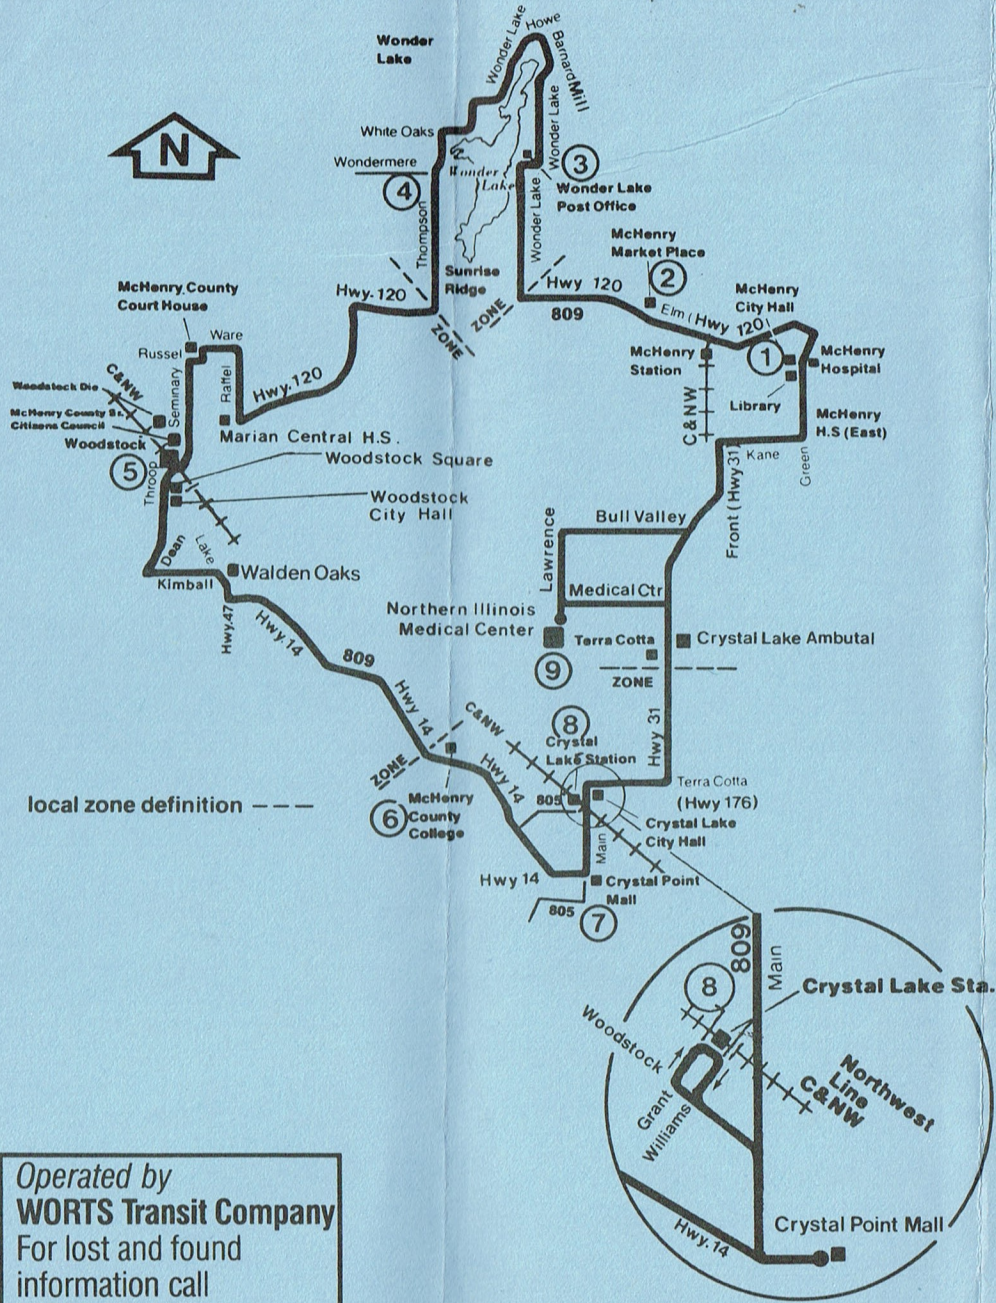 Wonder
Lake
Wonder Lake
Howe
Barnard Mill
N
White Oaks
Wondermere
4
Thompson
Wonder
Lake
Wonder Lake
3
Wonder Lake
Post Office
Wonder Lake
McHenry
Market Place
2
Sunrise
Ridge
Hwy. 120
ZONE
ZONE
Hwy 120
809
Elm (Hwy 120)
McHenry
City Hall
1
McHenry
Hospital
McHenry
Station
C&NW
Library
McHenry
H.S (East)
Kane
Green
Front (Hwy 31)
McHenry County
Court House
Russel
Ware
Raffel
Hwy. 120
C&NW
Seminary
Woodstock Die
McHenry County Sr.
Citizens Council
Woodstock
5
Throop
Marian Central H.S.
Woodstock Square
Woodstock
City Hall
Dean
Lake
Kimball
Walden Oaks
Hwy.47
Hwy.14
809
Hwy 14
Bull Valley
Lawrence
Medical Ctr
Northern Illinois
Medical Center
9
Terra Cotta
Crystal Lake Ambutal
ZONE
Hwy 31
C&NW
8
Crystal
Lake Station
ZONE
Hwy 14
local zone definition
6
McHenry
County
College
805
Terra Cotta
(Hwy 176)
Crystal Lake
City Hall
Main
Hwy 14
Crystal Point
Mall
805
7
809
Main
8
Crystal Lake Sta.
Woodstock
Northwest
Line
C&NW
Grant
Williams
Hwy.14
Crystal Point Mall
Operated by
WORTS Transit Company
For lost and found
information call